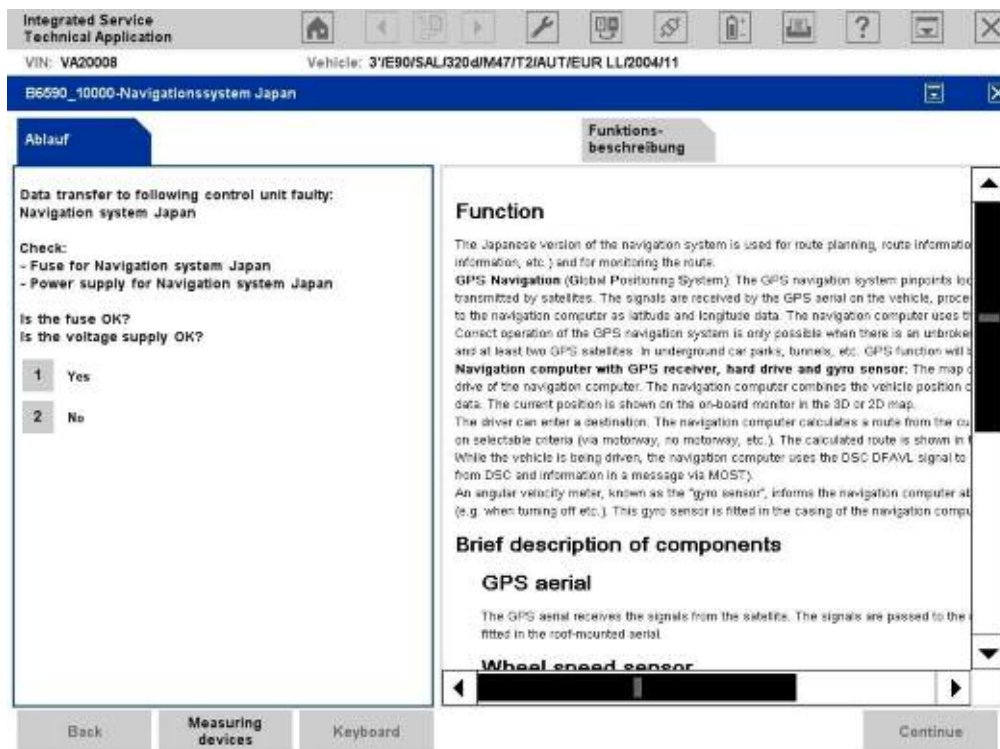 Integrated Service
Technical Application
VIN: VA20008
Vehicle: 3'/E90/SAL/320d/M47/T2/AUT/EUR LL/2004/11
B6590_10000-Navigationssystem Japan
Ablauf
Data transfer to following control unit faulty:
Navigation system Japan
Check:
- Fuse for Navigation system Japan
- Power supply for Navigation system Japan
Is the fuse OK?
Is the voltage supply OK?
1 Yes
2 No
Funktions-
beschreibung
Function
The Japanese version of the navigation system is used for route planning, route informatio
information, etc.) and for monitoring the route.
GPS Navigation (Global Positioning System): The GPS navigation system pinpoints loc
transmitted by satellites. The signals are received by the GPS aerial on the vehicle, proce
to the navigation computer as latitude and longitude data. The navigation computer uses t
Correct operation of the GPS navigation system is only possible when there is an unbroke
and at least two GPS satellites. In underground car parks, tunnels, etc. GPS function will
Navigation computer with GPS receiver, hard drive and gyro sensor: The map
drive of the navigation computer. The navigation computer combines the vehicle position
data. The current position is shown on the on-board monitor in the 3D or 2D map.
The driver can enter a destination. The navigation computer calculates a route from the cu
on selectable criteria (via motorway, no motorway, etc.). The calculated route is shown in
While the vehicle is being driven, the navigation computer uses the DSC DFAVL signal to
from DSC and information in a message via MOST).
An angular velocity meter, known as the "gyro sensor", informs the navigation computer ab
(e.g. when turning off etc.). This gyro sensor is fitted in the casing of the navigation compu
Brief description of components
GPS aerial
The GPS aerial receives the signals from the satellite. The signals are passed to the
fitted in the roof-mounted aerial.
Wheel speed sensor
Back
Measuring
devices
Keyboard
Continue